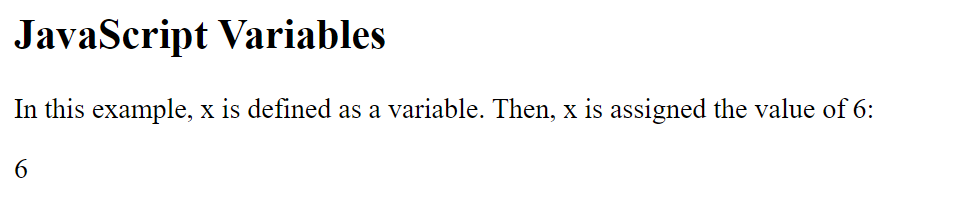 JavaScript Variables
In this example, x is defined as a variable. Then, x is assigned the value of 6:
6